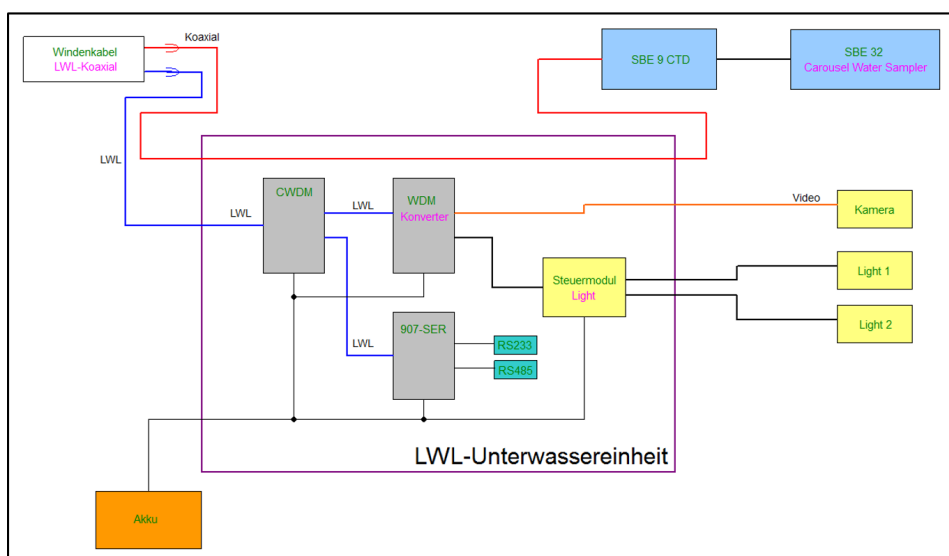 Windenkabel
LWL-Koaxial
Koaxial
SBE 9 CTD
SBE 32
Carousel Water Sampler
LWL
LWL
CWDM
LWL
WDM
Konverter
Video
Kamera
Steuermodul
Light
Light 1
Light 2
907-SER
LWL
RS233
RS485
LWL-Unterwassereinheit
Akku